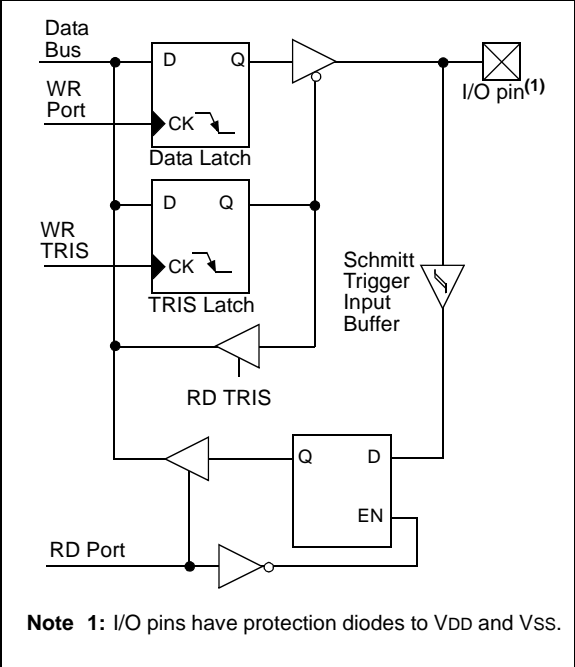 Data
Bus
D Q
WR
Port
CK
Data Latch
I/O pin(1)
D Q
WR
TRIS
CK
TRIS Latch
Schmitt
Trigger
Input
Buffer
RD TRIS
Q D
EN
RD Port
Note 1: I/O pins have protection diodes to VDD and VSS.